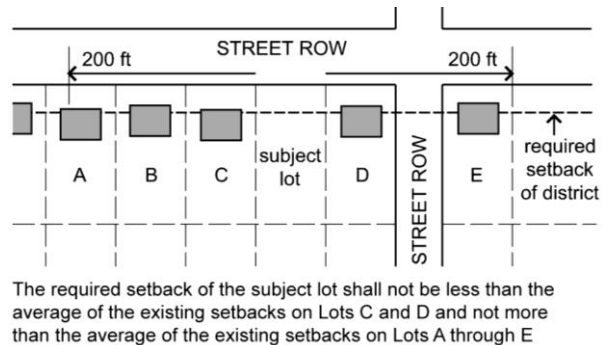 STREET ROW
200 ft
200 ft
A
B
C
subject
lot
D
STREET ROW
E
required
setback
of district
The required setback of the subject lot shall not be less than the
average of the existing setbacks on Lots C and D and not more
than the average of the existing setbacks on Lots A through E